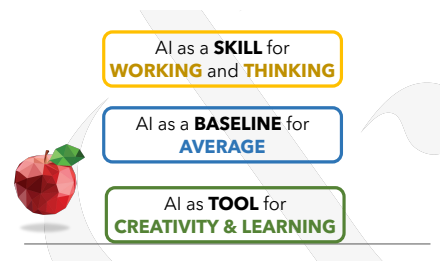 AI as a SKILL for
WORKING and THINKING
AI as a BASELINE for
AVERAGE
AI as TOOL for
CREATIVITY & LEARNING